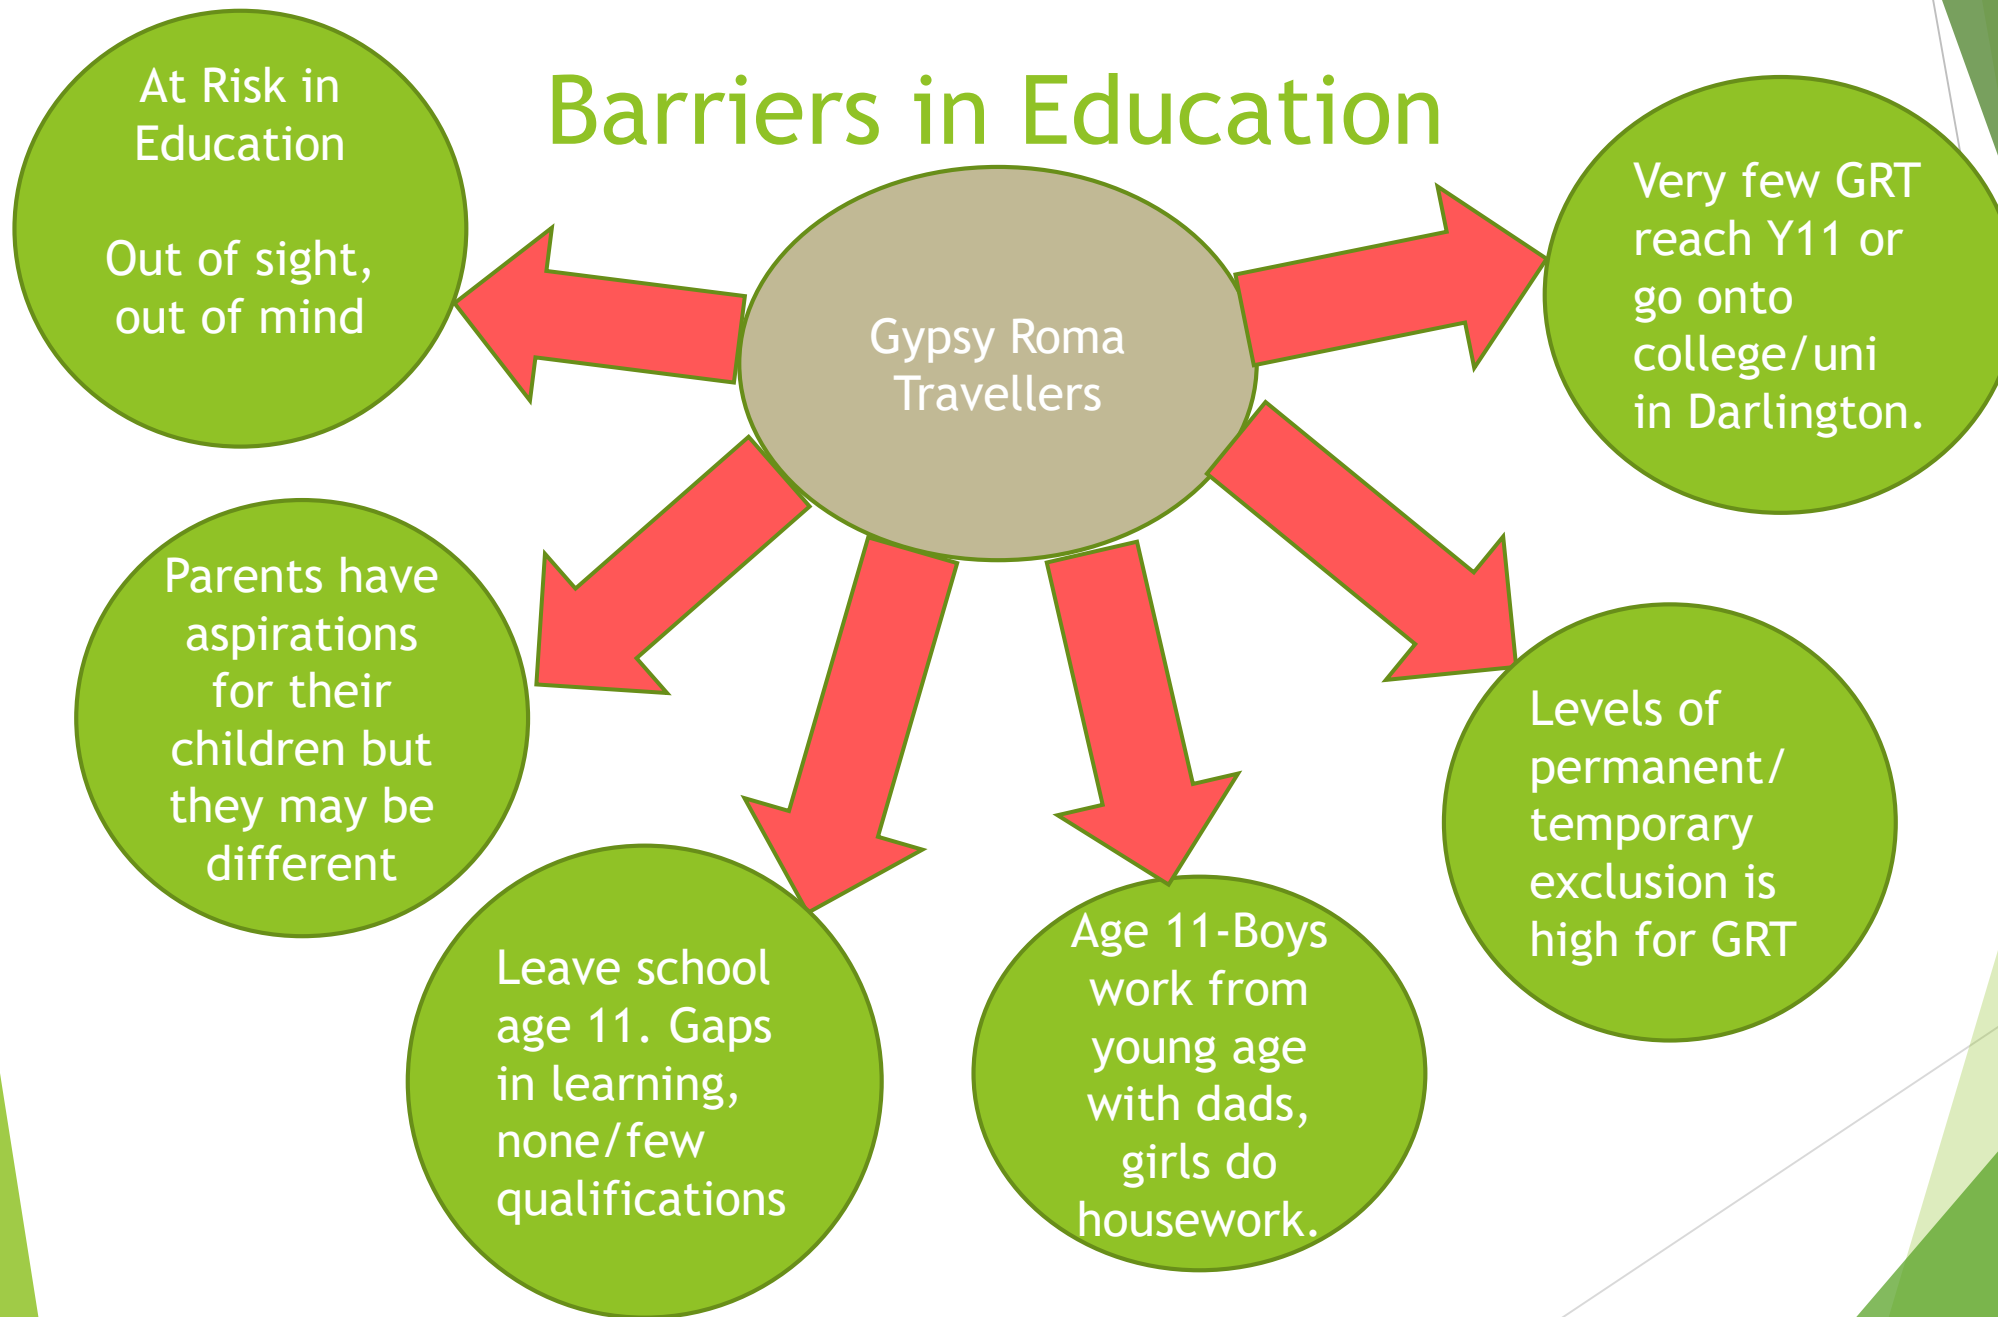 Barriers in Education
At Risk in
Education
Out of sight,
out of mind
Gypsy Roma
Travellers
Very few GRT
reach Y11 or
go onto
college/uni
in Darlington.
Parents have
aspirations
for their
children but
they may be
different
Leave school
age 11. Gaps
in learning,
none/few
qualifications
Age 11-Boys
work from
young age
with dads,
girls do
housework.
Levels of
permanent/
temporary
exclusion is
high for GRT